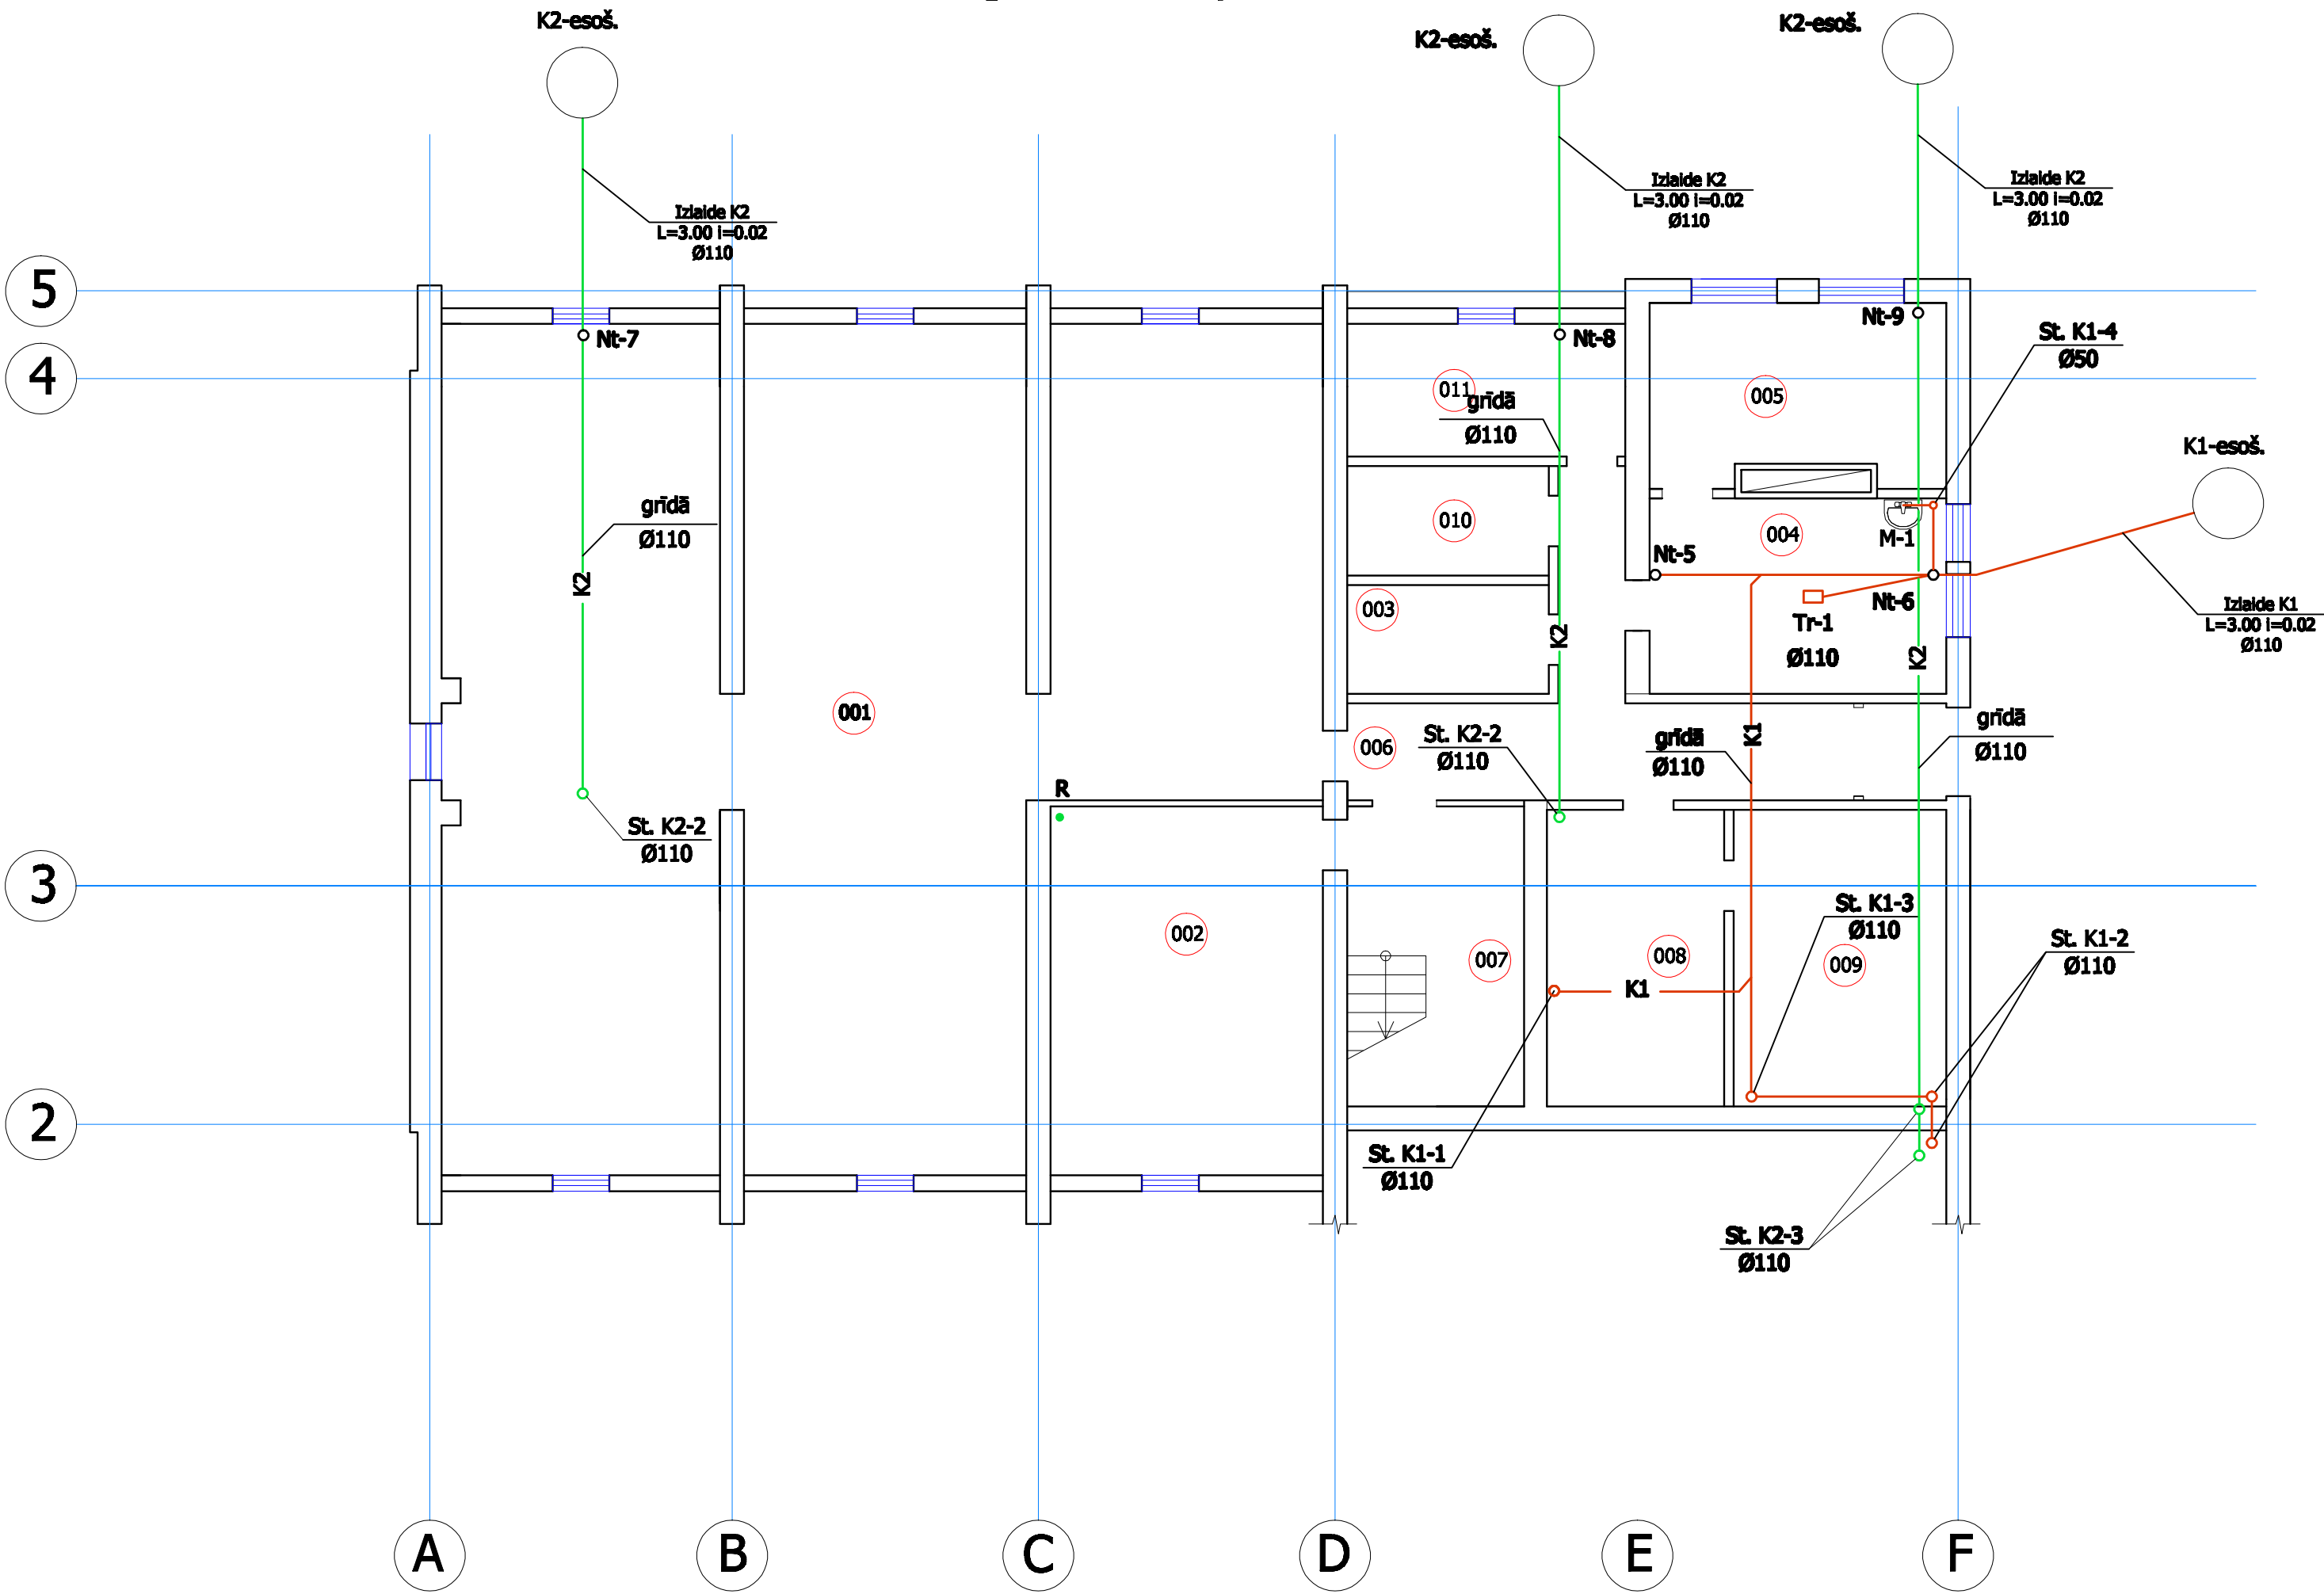 K2-esoš.
K2-esoš.
K2-esoš.
Izlaide K2
L=3.00 i=0.02
Ø110
Izlaide K2
L=3.00 i=0.02
Ø110
Izlaide K2
L=3.00 i=0.02
Ø110
5
Nt-7
Nt-8
Nt-9
St. K1-4
Ø50
4
011
grīdā
Ø110
005
K1-esoš.
grīdā
Ø110
010
004
M-1
Nt-5
K2
003
Nt-6
Tr-1
Ø110
Izlaide K1
L=3.00 i=0.02
Ø110
K2
K2
001
006
St. K2-2
Ø110
grīdā
Ø110
K1
grīdā
Ø110
R
St. K2-2
Ø110
3
002
007
008
St. K1-3
Ø110
009
St. K1-2
Ø110
K1
2
St. K1-1
Ø110
St. K2-3
Ø110
A
B
C
D
E
F